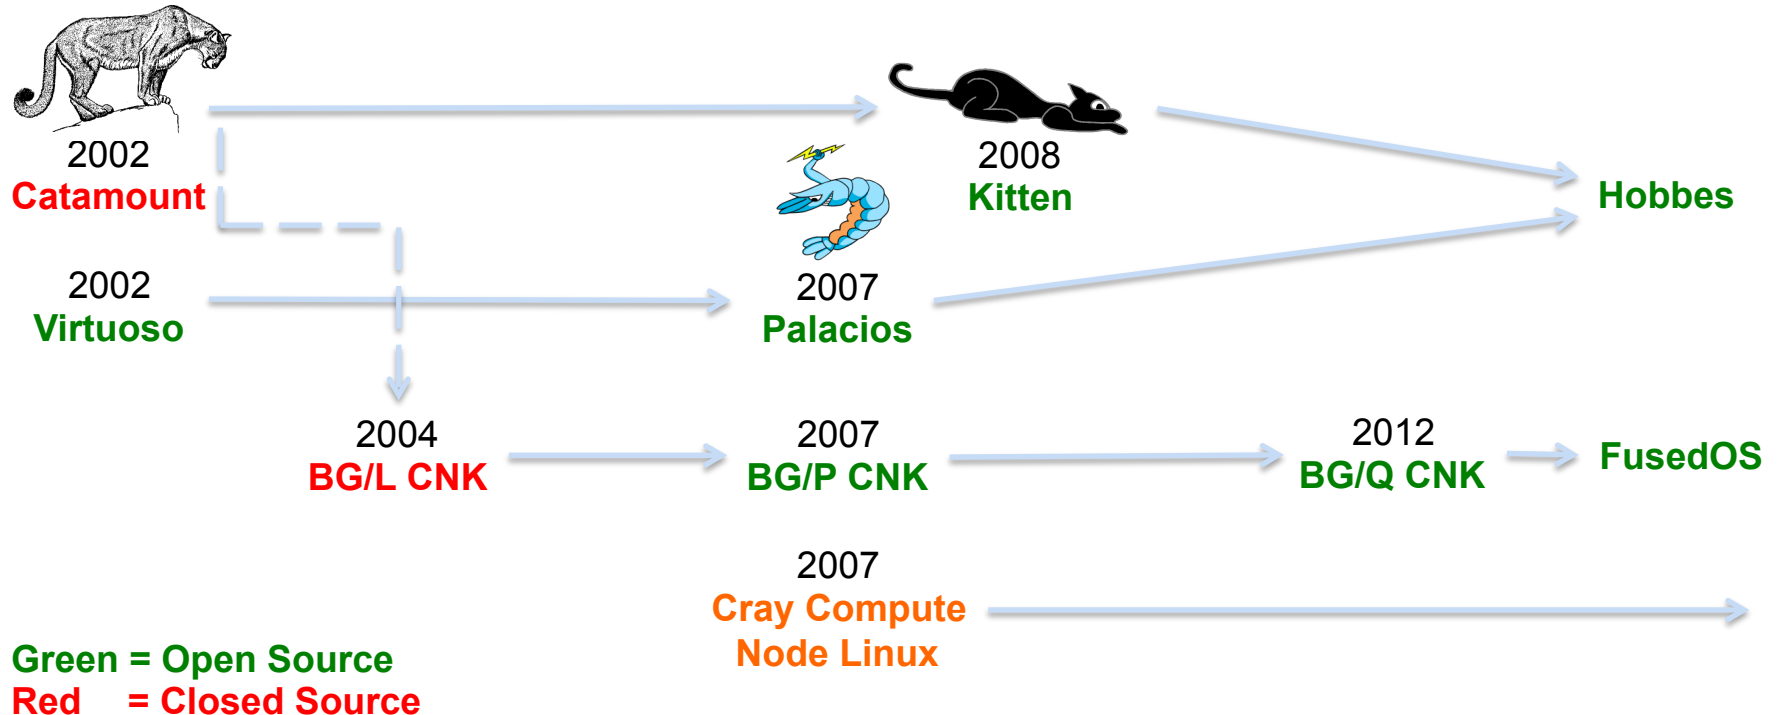 2002
Catamount
2008
Kitten
Hobbes
2002
Virtuoso
2007
Palacios
2004
BG/L CNK
2007
BG/P CNK
2012
BG/Q CNK
FusedOS
2007
Cray Compute
Node Linux
Green = Open Source
Red = Closed Source